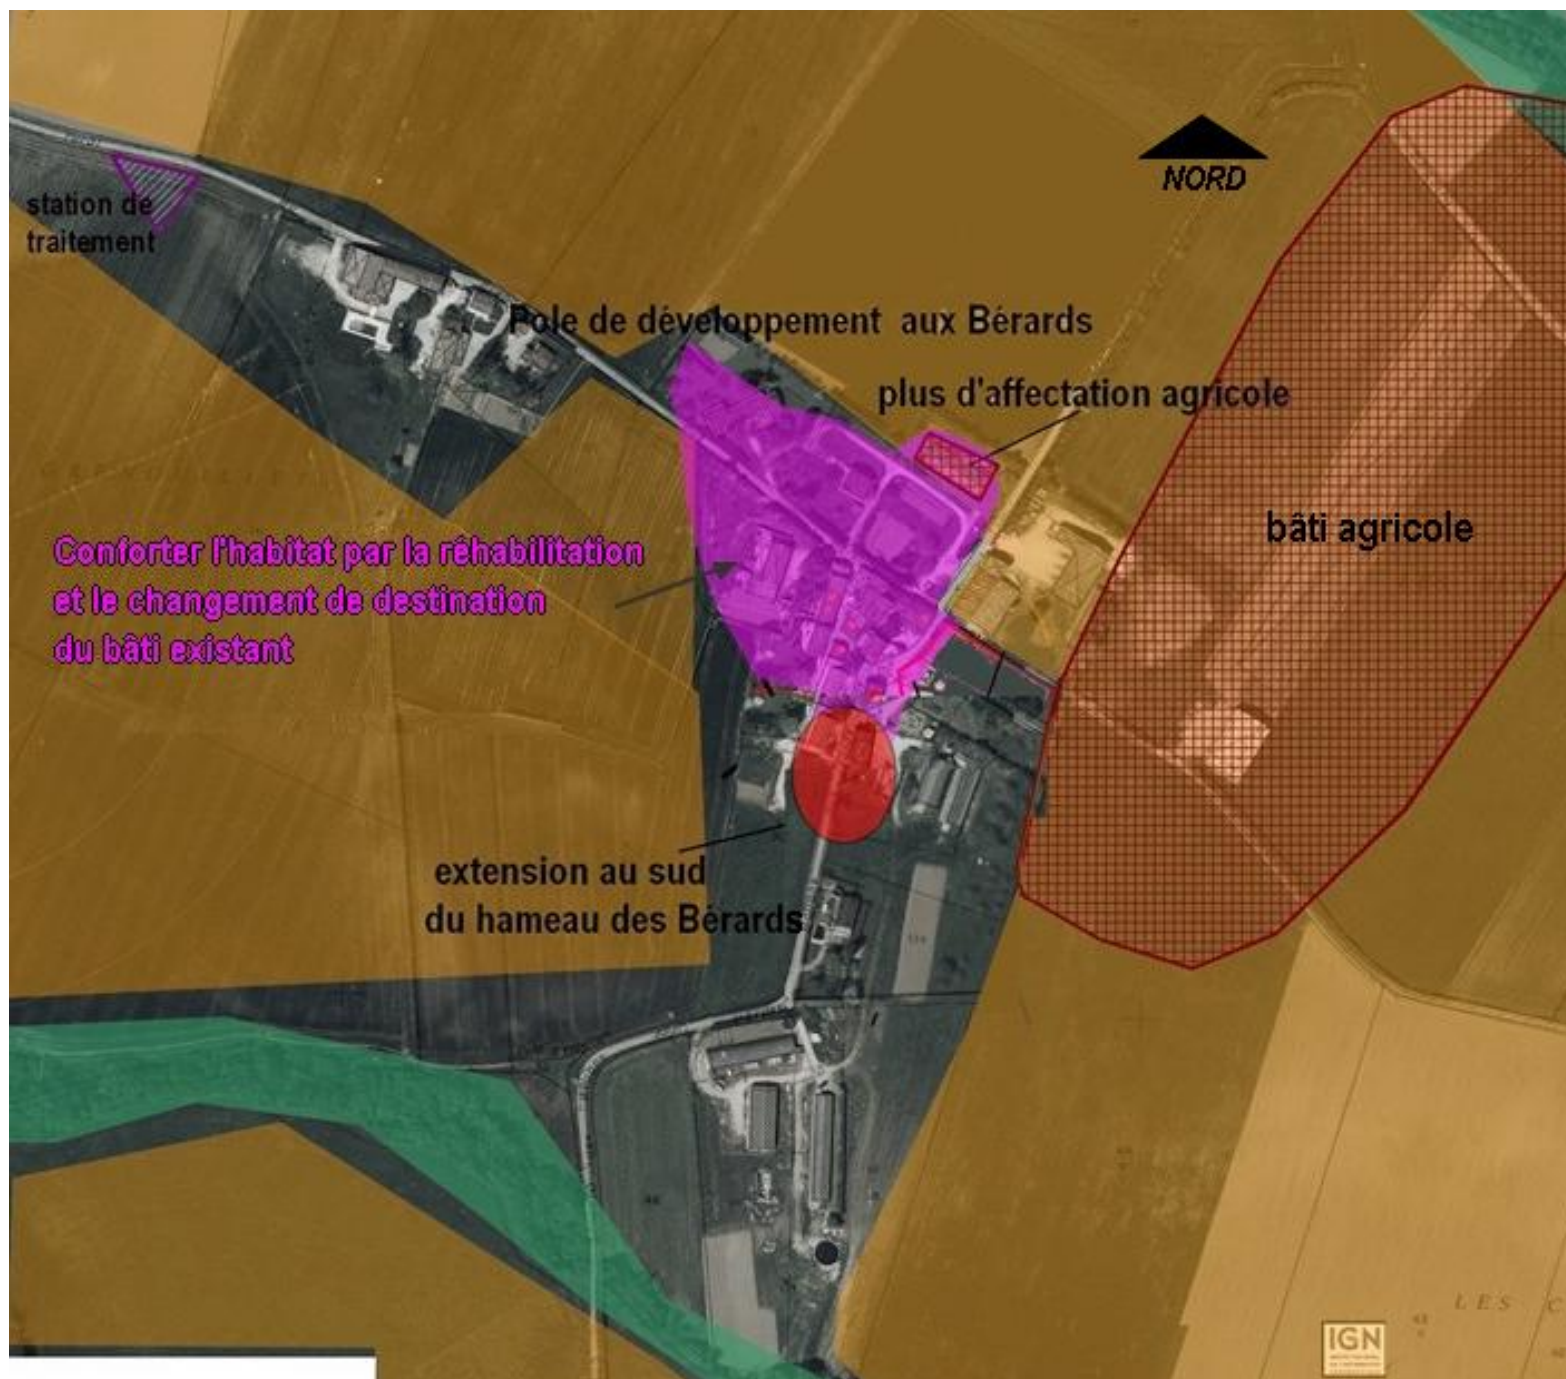 NORD
station de
traitement
Pole de développement aux Bérards
plus d'affectation agricole
bâti agricole
Conforter l'habitat par la réhabilitation
et le changement de destination
du bâti existant
extension au sud
du hameau des Bérards
LES
IGN